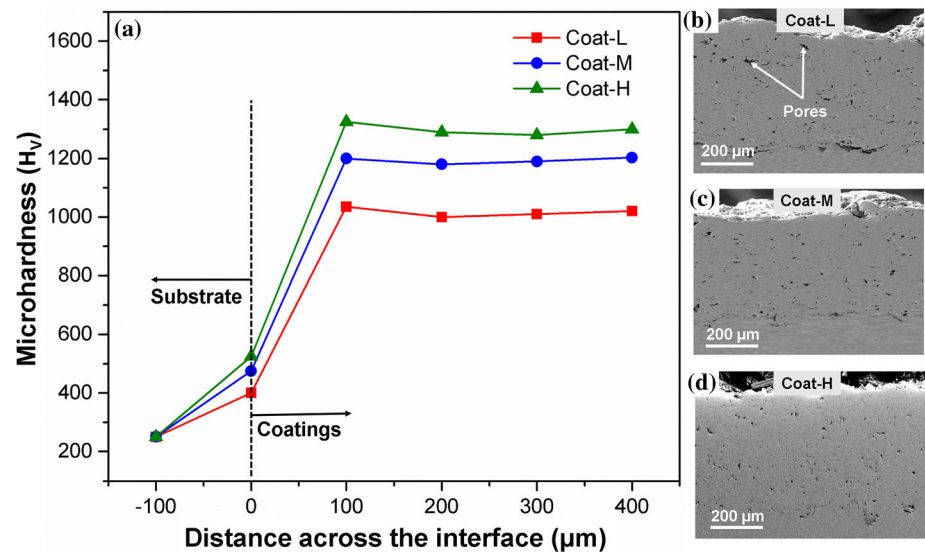 (a)
Coat-L
Coat-M
Coat-H
1600
1400
1200
1000
800
600
400
200
Microhardness (HV)
Substrate
Coatings
-100 0 100 200 300 400
Distance across the interface (µm)
(b)
Coat-L
Pores
200 µm
(c)
Coat-M
200 µm
(d)
Coat-H
200 µm